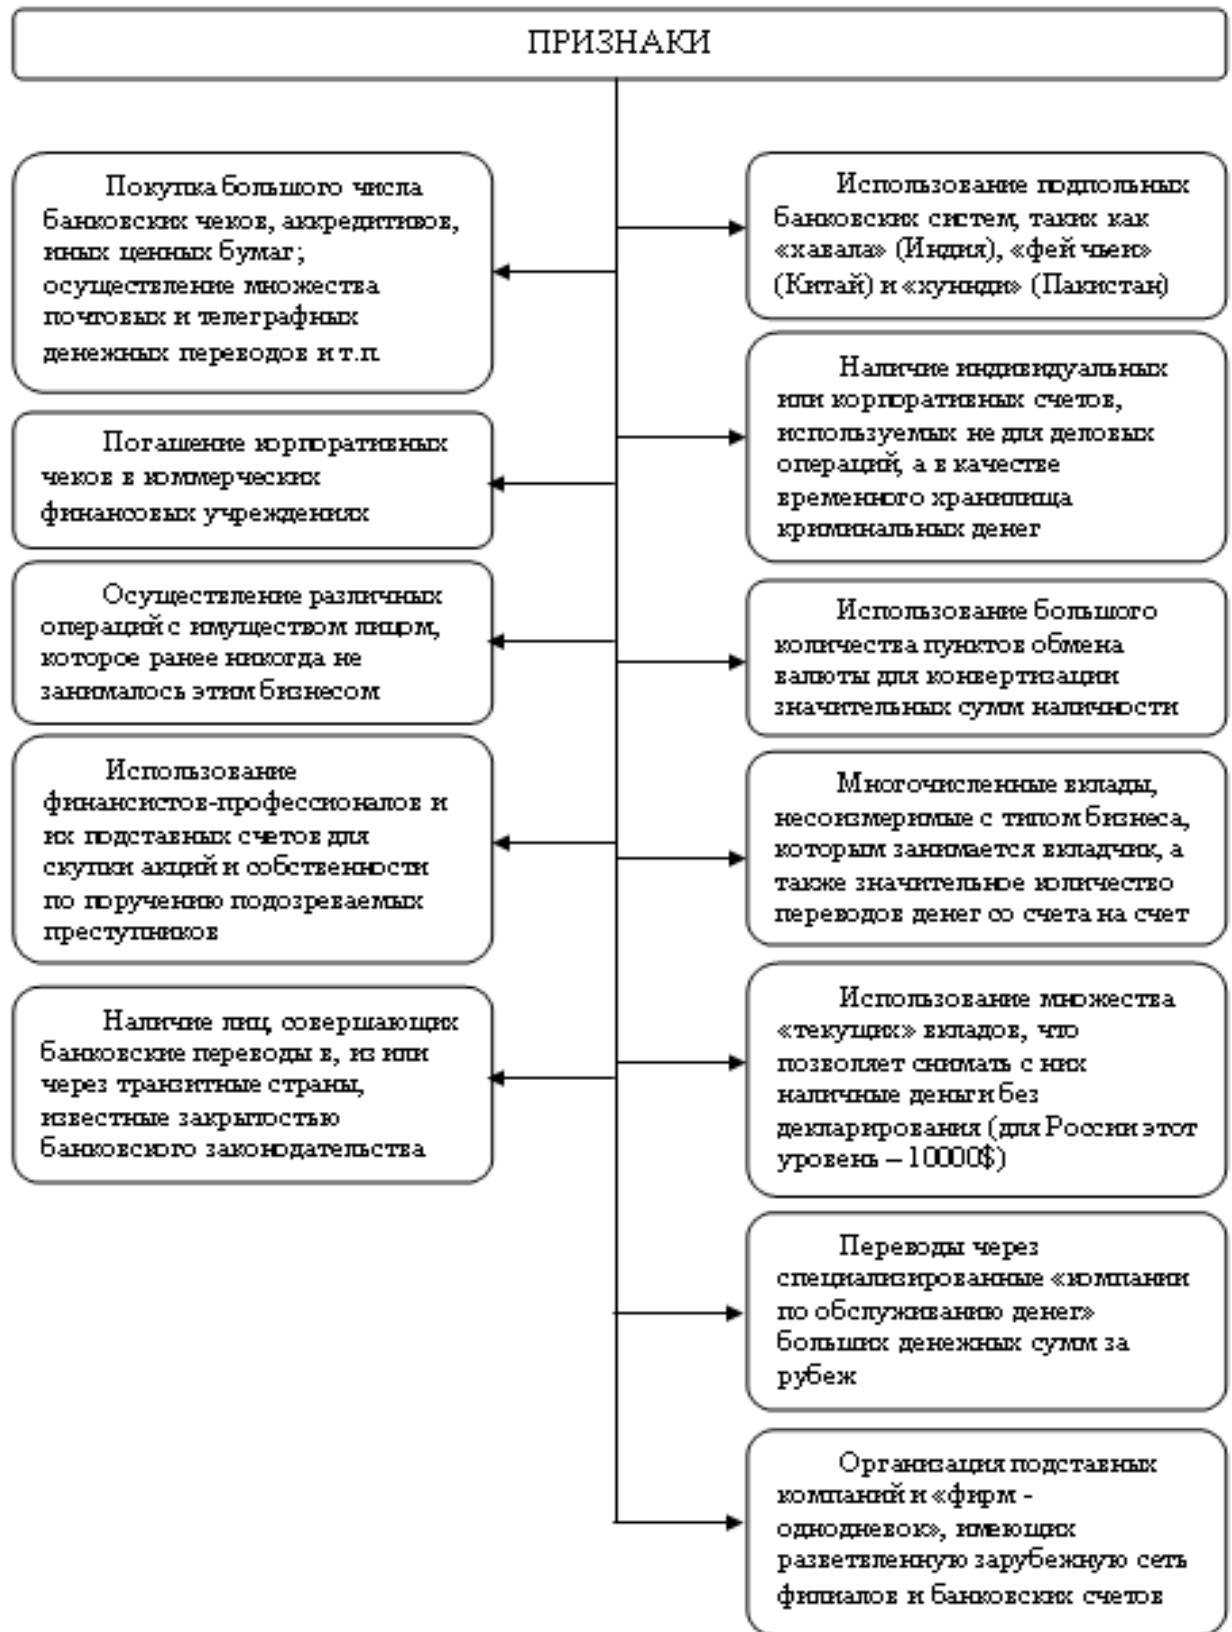 ПРИЗНАКИ
Покупка большого числа
банковских чеков, аккредитивов,
иных ценных бумаг;
осуществление множества
почтовых и телеграфных
денежных переводов и т.п.
Погашение корпоративных
чеков в коммерческих
финансовых учреждениях
Осуществление различных
операций с имуществом лицом,
которое ранее никогда не
занималось этим бизнесом
Использование
финансистов-профессионалов и
их подставных счетов для
скупки акций и собственности
по поручению подозреваемых
преступников
Наличие лиц, совершающих
банковские переводы в, из или
через транзитные страны,
известные закрытостью
банковского законодательства
Использование подпольных
банковских систем, таких как
«хавала» (Индия), «фей чьен»
(Китай) и «хуннди» (Пакистан)
Наличие индивидуальных
или корпоративных счетов,
используемых не для деловых
операций, а в качестве
временного хранилища
криминальных денег
Использование большого
количества пунктов обмена
валюты для конвертизации
значительных сумм наличности
Многочисленные вклады,
несоизмеримые с типом бизнеса,
которым занимается вкладчик, а
также значительное количество
переводов денег со счета на счет
Использование множества
«текущих» вкладов, что
позволяет снимать с них
наличные деньги без
декларирования (для России этот
уровень – 10000$)
Переводы через
специализированные «компании
по обслуживанию денег»
больших денежных сумм за
рубеж
Организация подставных
компаний и «фирм -
однодневок», имеющих
разветвленную зарубежную сеть
филиалов и банковских счетов